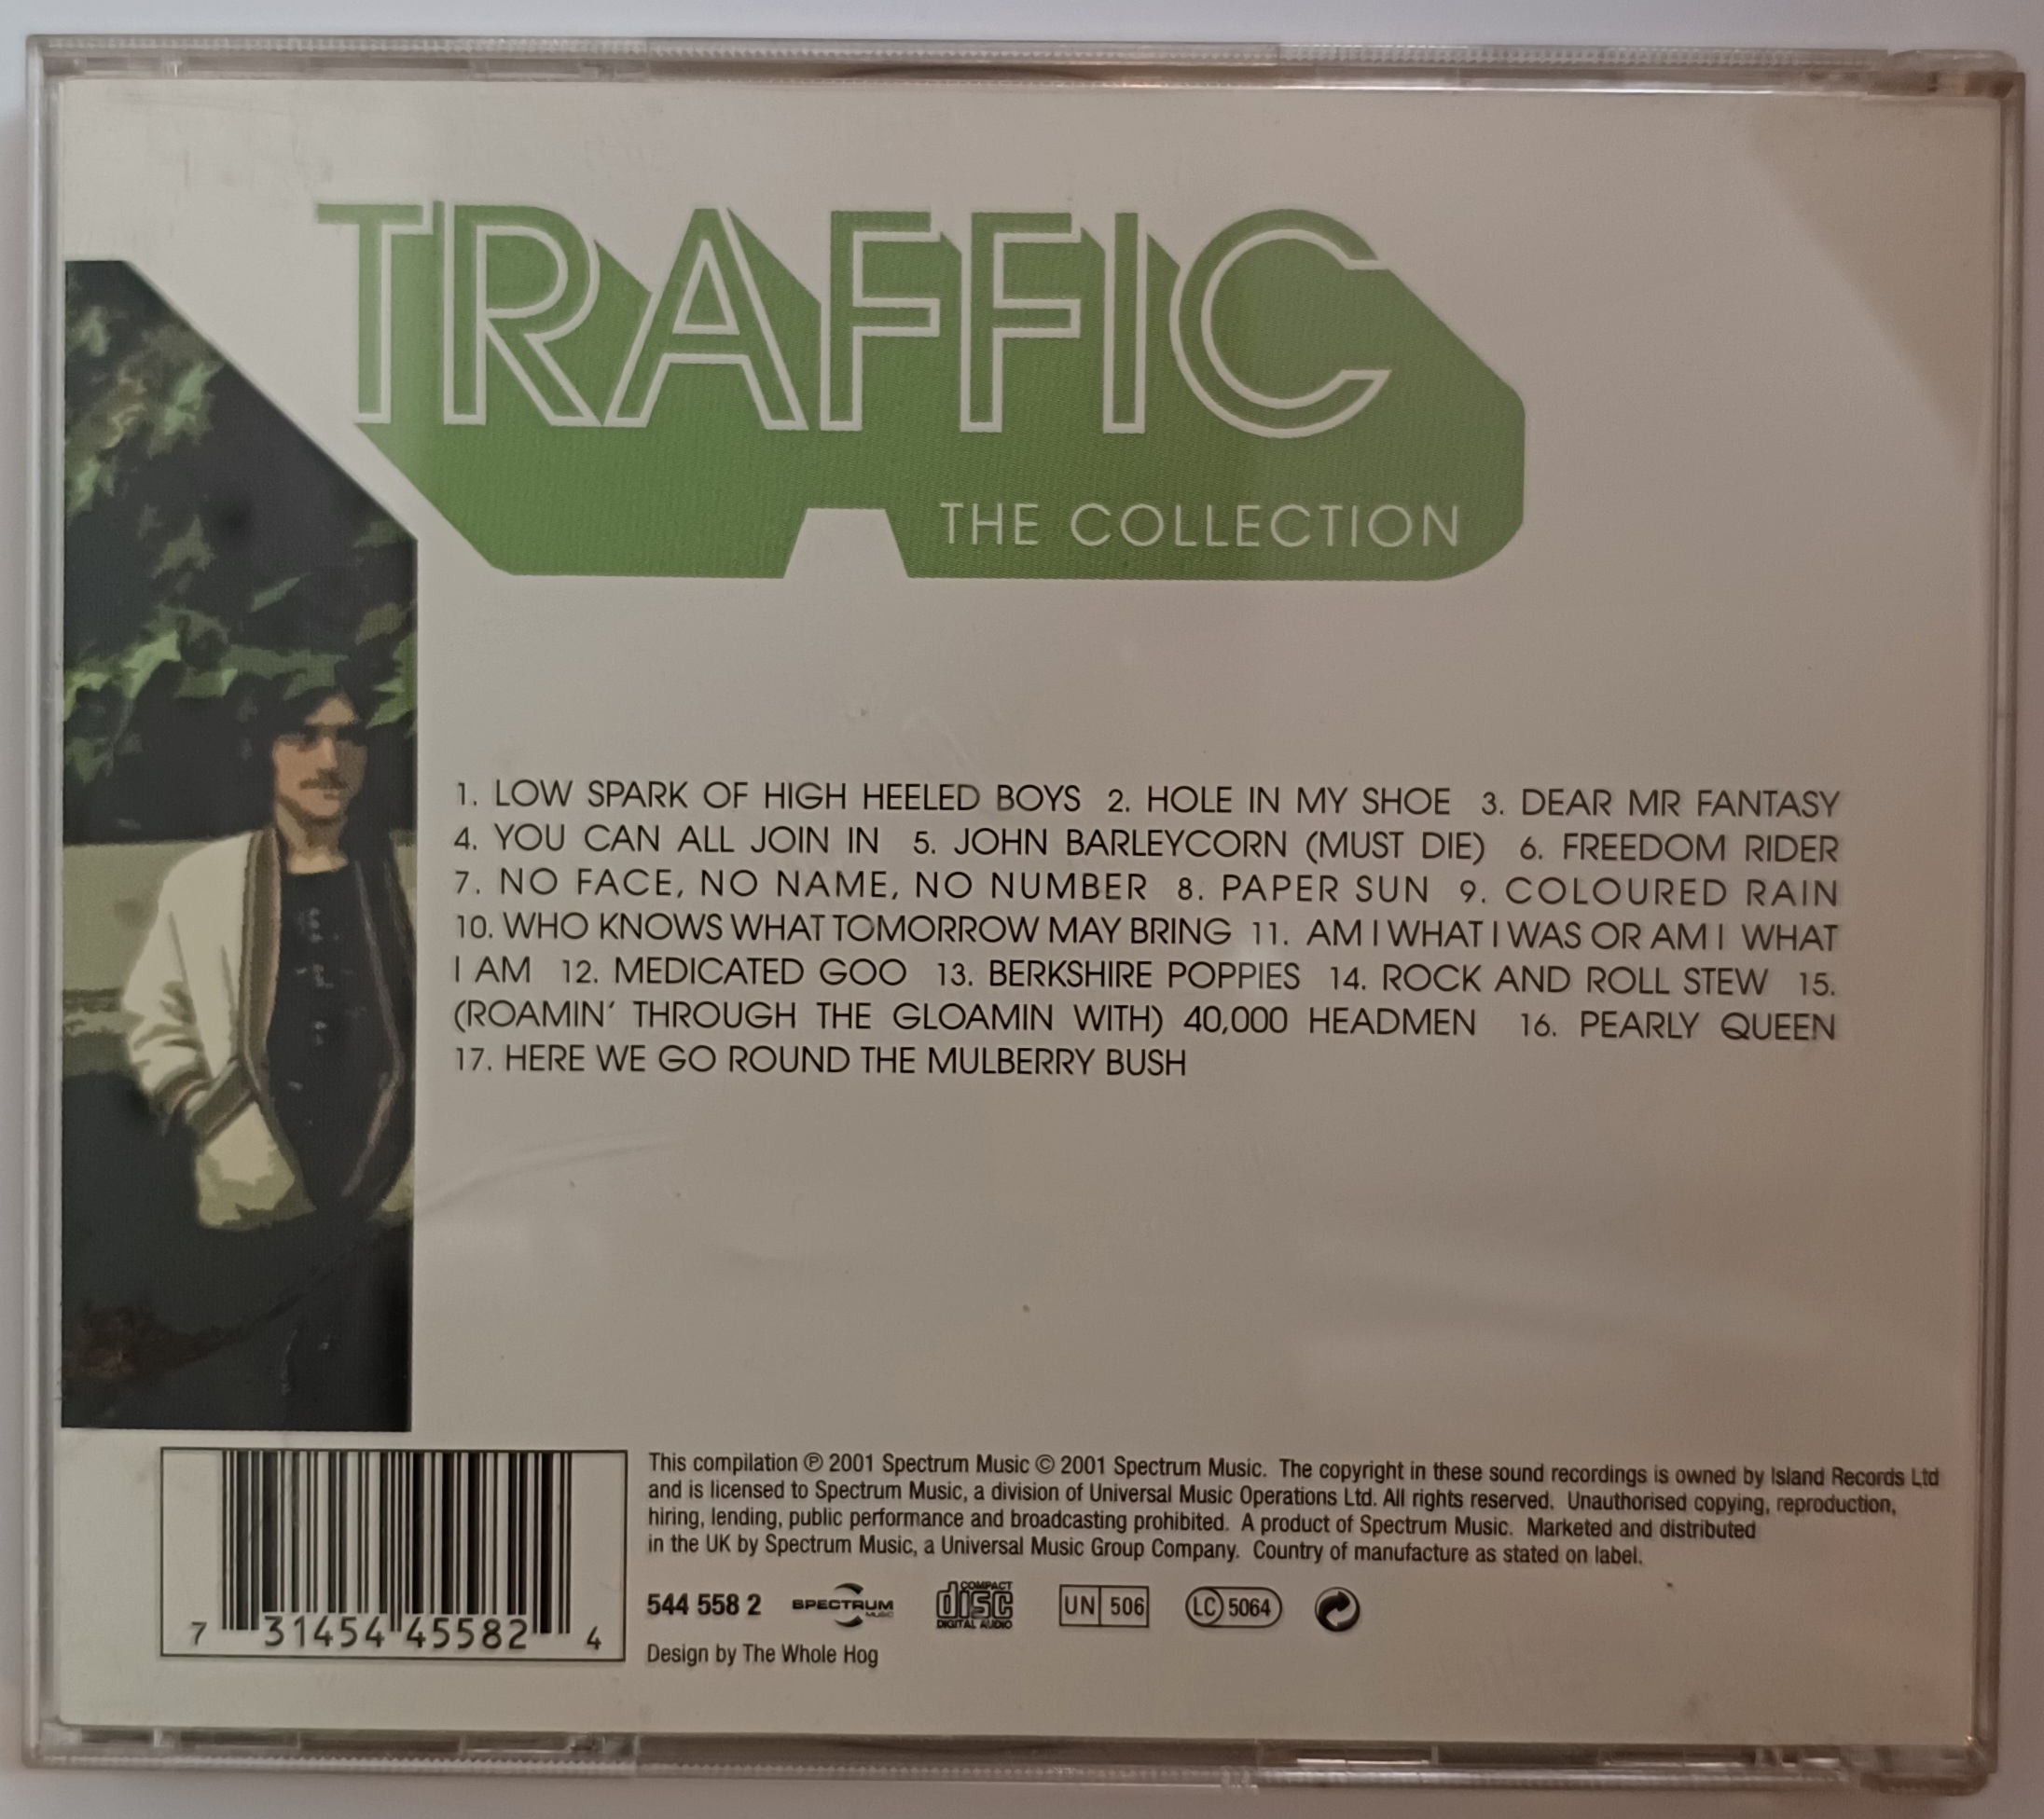 TRAFFIC
THE COLLECTION
1. LOW SPARK OF HIGH HEELED BOYS 2. HOLE IN MY SHOE 3. DEAR MR FANTASY
4. YOU CAN ALL JOIN IN 5. JOHN BARLEYCORN (MUST DIE) 6. FREEDOM RIDER
7. NO FACE, NO NAME, NO NUMBER 8. PAPER SUN 9. COLOURED RAIN
10. WHO KNOWS WHAT TOMORROW MAY BRING 11. AM I WHAT I WAS OR AM I WHAT
I AM 12. MEDICATED GOO 13. BERKSHIRE POPPIES 14. ROCK AND ROLL STEW 15.
(ROAMIN' THROUGH THE GLOAMIN WITH) 40,000 HEADMEN 16. PEARLY QUEEN
17. HERE WE GO ROUND THE MULBERRY BUSH
This compilation ℗ 2001 Spectrum Music © 2001 Spectrum Music. The copyright in these sound recordings is owned by Island Records Ltd
and is licensed to Spectrum Music, a division of Universal Music Operations Ltd. All rights reserved. Unauthorised copying, reproduction,
hiring, lending, public performance and broadcasting prohibited. A product of Spectrum Music. Marketed and distributed
in the UK by Spectrum Music, a Universal Music Group Company. Country of manufacture as stated on label.
544 558 2 SPECTRUM MUSIC COMPACT disc DIGITAL AUDIO UN 506 LC 5064
Design by The Whole Hog
7 31454 45582 4